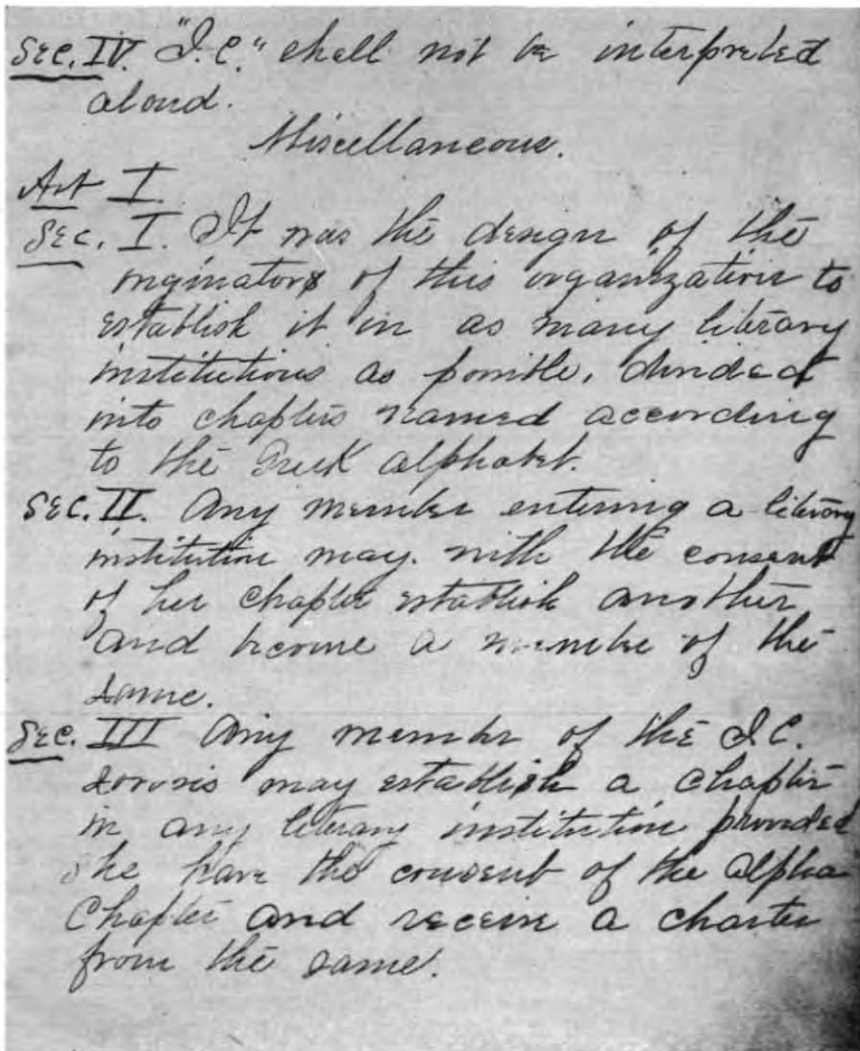 Sec. IV. "I.C." shall not be interpreted
aloud.
Miscellaneous.
Art I
Sec. I. It was the design of the
originators of this organization to
establish it in as many literary
institutions as possible, divided
into chapters named according
to the Greek alphabet.
Sec. II. Any member entering a literary
institution may with the consent
of her chapter establish another
and become a member of the
same.
Sec. III Any member of the I.C.
sorosis may establish a chapter
in any literary institution provided
she have the consent of the Alpha
Chapter and receive a charter
from the same.